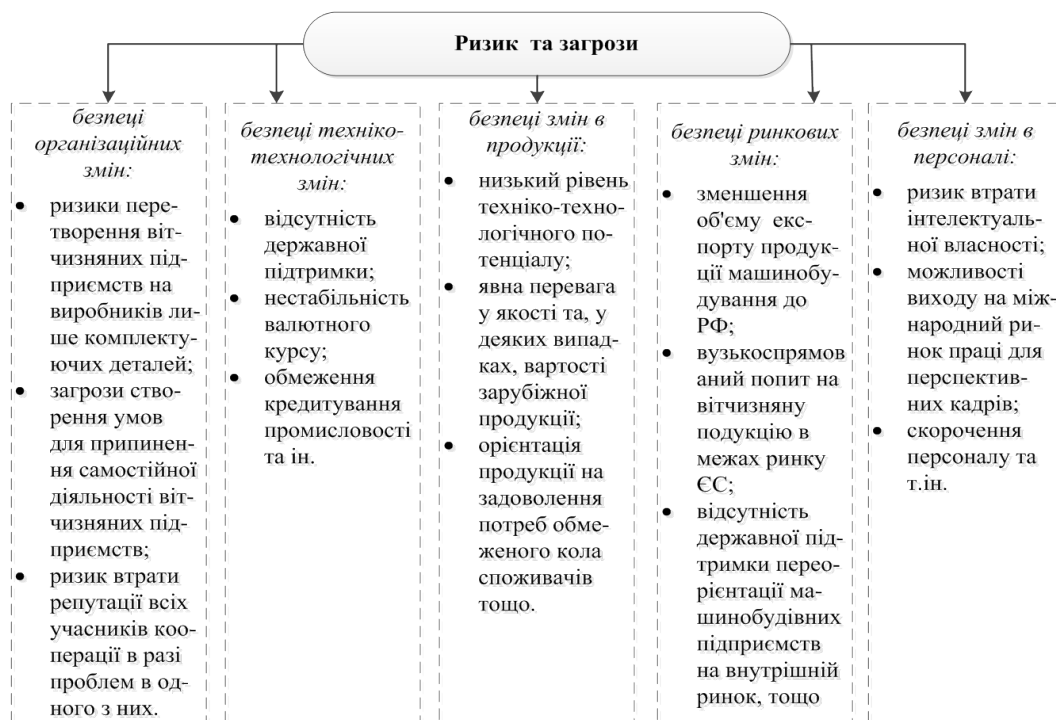 Ризик та загрози
безпеці
організаційних
змін:
• ризики пере-
творення віт-
чизняних під-
приємств на
виробників ли-
ше комплекту-
ючих деталей;
• загрози ство-
рення умов
для припинен-
ня самостійної
діяльності віт-
чизняних під-
приємств;
• ризик втрати
репутації всіх
учасників коо-
перації в разі
проблем в од-
ного з них.
безпеці техніко-
технологічних
змін:
• відсутність
державної
підтримки;
• нестабільність
валютного
курсу;
• обмеження
кредитування
промисловості
та ін.
безпеці змін в
продукції:
• низький рівень
техніко-техно-
логічного по-
тенціалу;
• явна перевага
у якості та, у
деяких випад-
ках, вартості
зарубіжної
продукції;
• орієнтація
продукції на
задоволення
потреб обме-
женого кола
споживачів
тощо.
безпеці ринкових
змін:
• зменшення
об'єму екс-
порту продук-
ції машинобу-
дування до
РФ;
• вузькоспрямов
аний попит на
вітчизняну
подукцію в
межах ринку
ЄС;
• відсутність
державної під-
тримки перео-
рієнтації ма-
шинобудівних
підприємств
на внутрішній
ринок, тощо
безпеці змін в
персоналі:
• ризик втрати
інтелектуаль-
ної власності;
• можливості
виходу на між-
народний ри-
нок праці для
перспектив-
них кадрів;
• скорочення
персоналу та
т.ін.